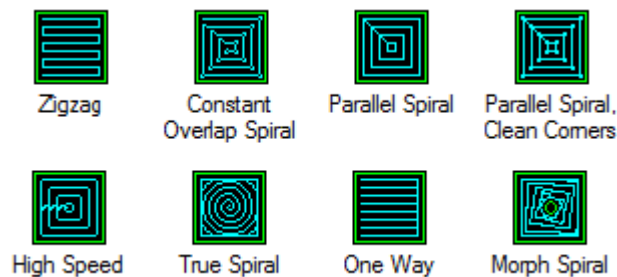 Zigzag
Constant
Overlap Spiral
Parallel Spiral
Parallel Spiral,
Clean Corners
High Speed
True Spiral
One Way
Morph Spiral